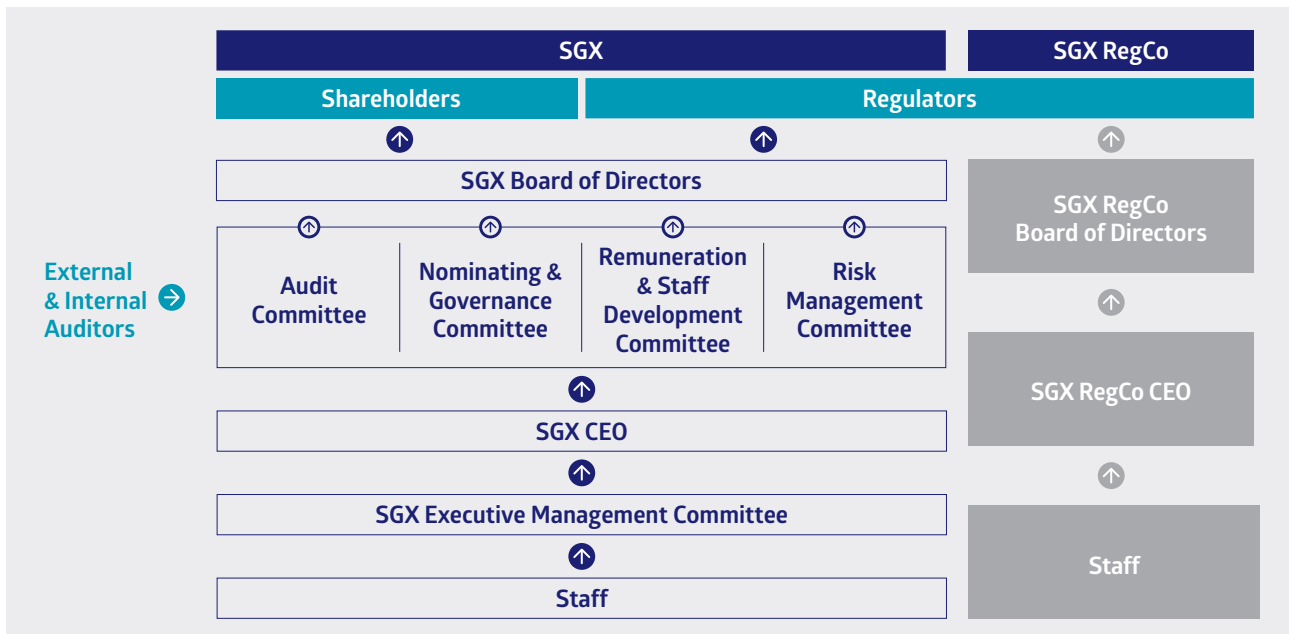 SGX
SGX RegCo
Shareholders
Regulators
SGX Board of Directors
SGX RegCo
Board of Directors
External
& Internal
Auditors
Audit
Committee
Nominating &
Governance
Committee
Remuneration
& Staff
Development
Committee
Risk
Management
Committee
SGX CEO
SGX RegCo CEO
SGX Executive Management Committee
Staff
Staff